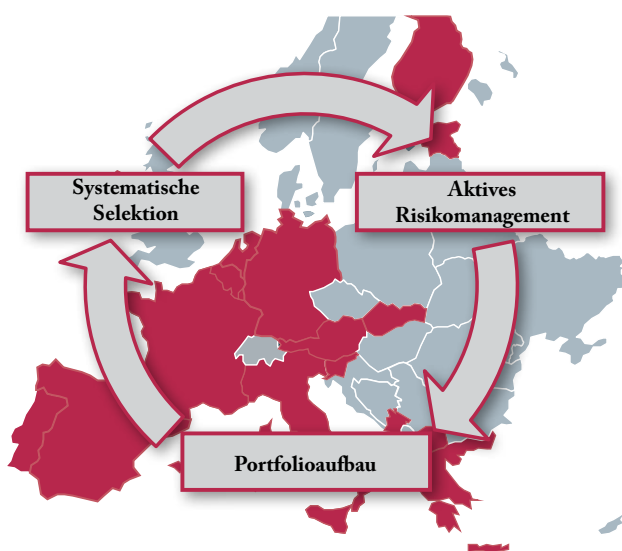 Systematische
Selektion
Aktives
Risikomanagement
Portfolioaufbau